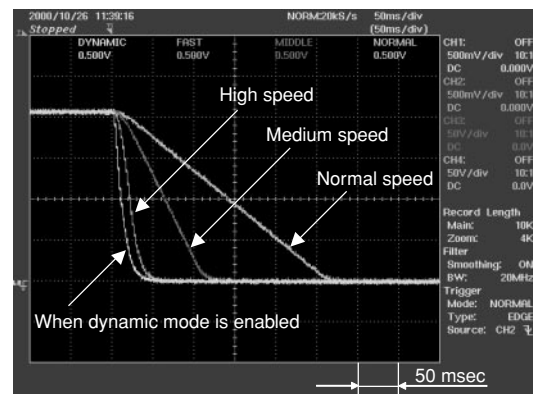 2000/10/26 11:39:16 NORM:20kS/s 50ms/div
Stopped (50ms/div)
DYNAMIC FAST MIDDLE NORMAL
0.500V 0.500V 0.500V 0.500V
CH1: OFF
500mV/div 10:1
DC 0.000V
CH2: OFF
500mV/div 10:1
DC 0.000V
CH3: OFF
50V/div 10:1
DC 0.0V
CH4: OFF
50V/div 10:1
DC 0.0V
Record Length
Main: 10K
Zoom: 4K
Filter
Smoothing: ON
BW: 20MHz
Trigger
Mode: NORMAL
Type: EDGE
Source: CH2
High speed
Medium speed
Normal speed
When dynamic mode is enabled
50 msec